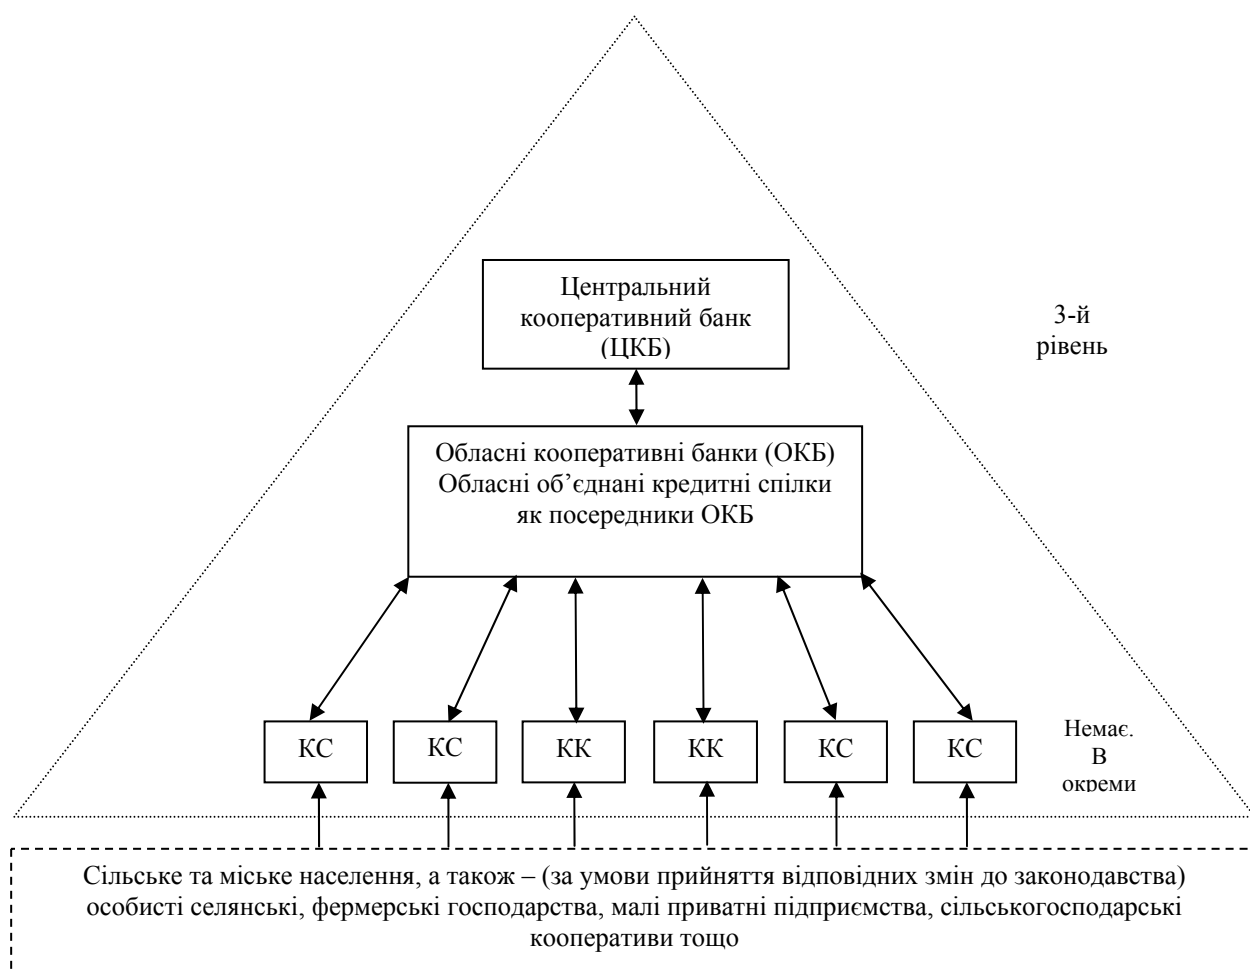 Центральний
кооперативний банк
(ЦКБ)
3-й
рівень
Обласні кооперативні банки (ОКБ)
Обласні об’єднані кредитні спілки
як посередники ОКБ
КС
КС
КК
КК
КС
КС
Немає.
В
окреми
Сільське та міське населення, а також – (за умови прийняття відповідних змін до законодавства)
особисті селянські, фермерські господарства, малі приватні підприємства, сільськогосподарські
кооперативи тощо